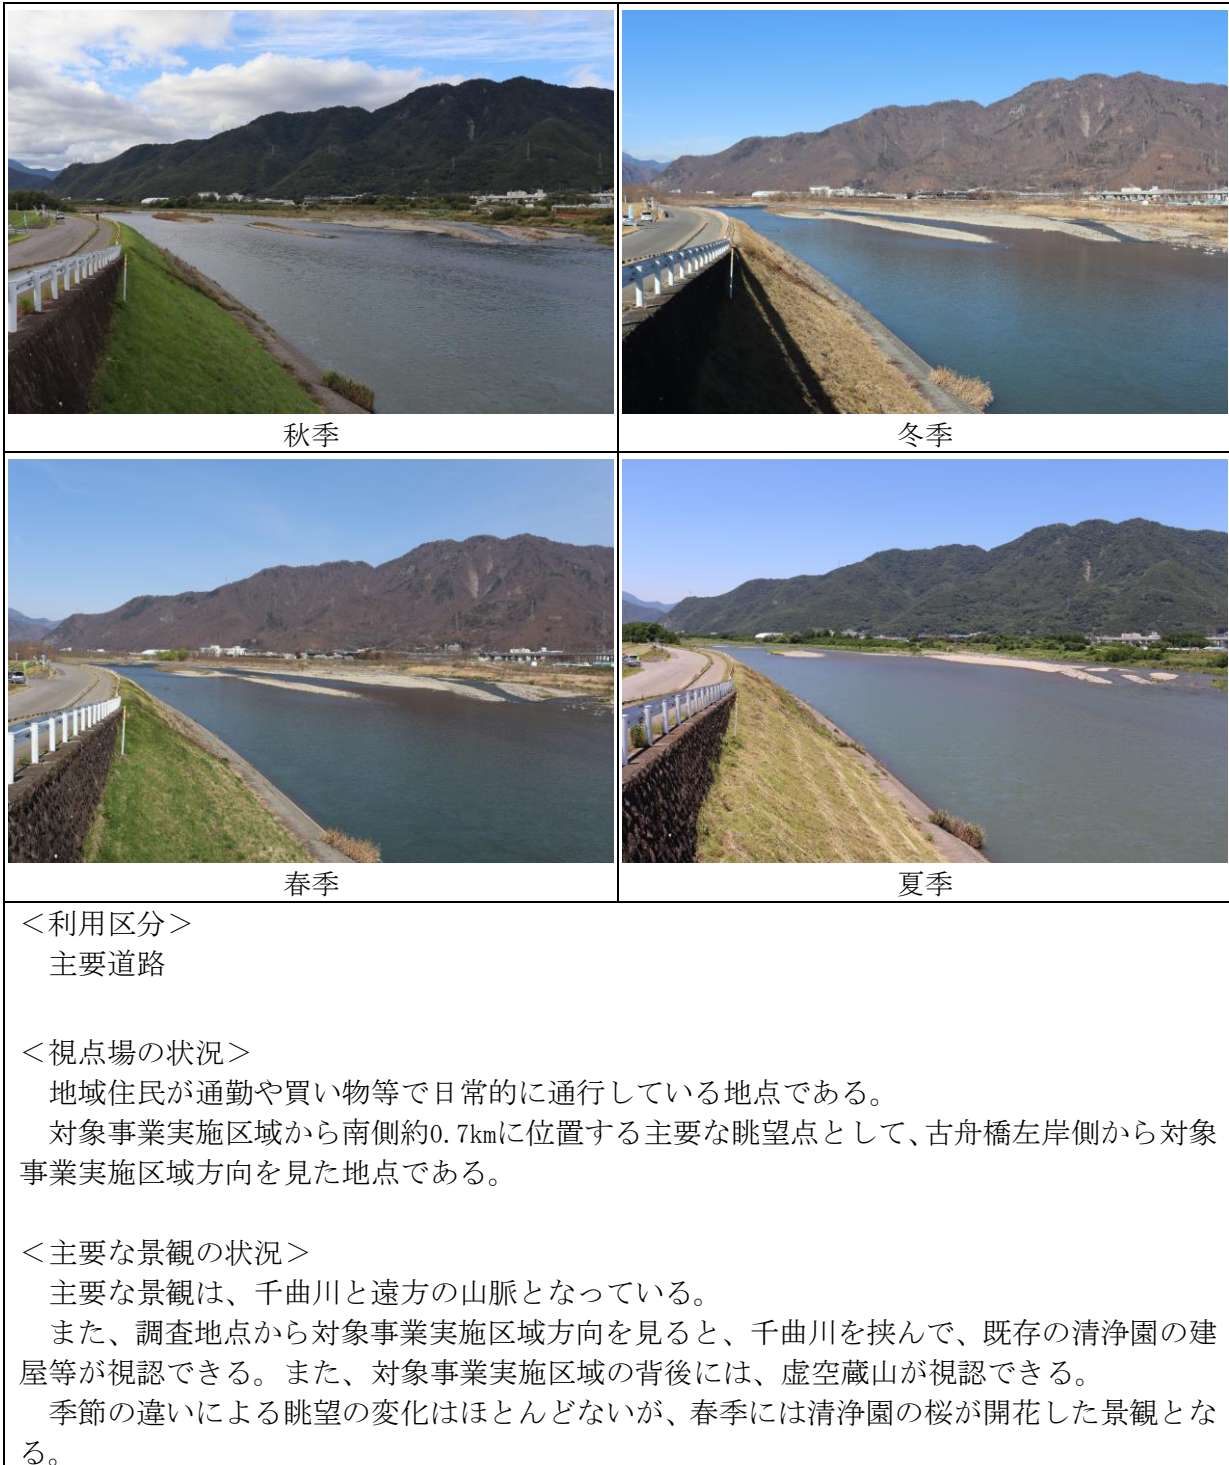 秋季
冬季
春季
夏季
＜利用区分＞
主要道路
＜視点場の状況＞
地域住民が通勤や買い物等で日常的に通行している地点である。
対象事業実施区域から南側約0.7kmに位置する主要な眺望点として、古舟橋左岸側から対象
事業実施区域方向を見た地点である。
＜主要な景観の状況＞
主要な景観は、千曲川と遠方の山脈となっている。
また、調査地点から対象事業実施区域方向を見ると、千曲川を挟んで、既存の清浄園の建
屋等が視認できる。また、対象事業実施区域の背後には、虚空蔵山が視認できる。
季節の違いによる眺望の変化はほとんどないが、春季には清浄園の桜が開花した景観とな
る。